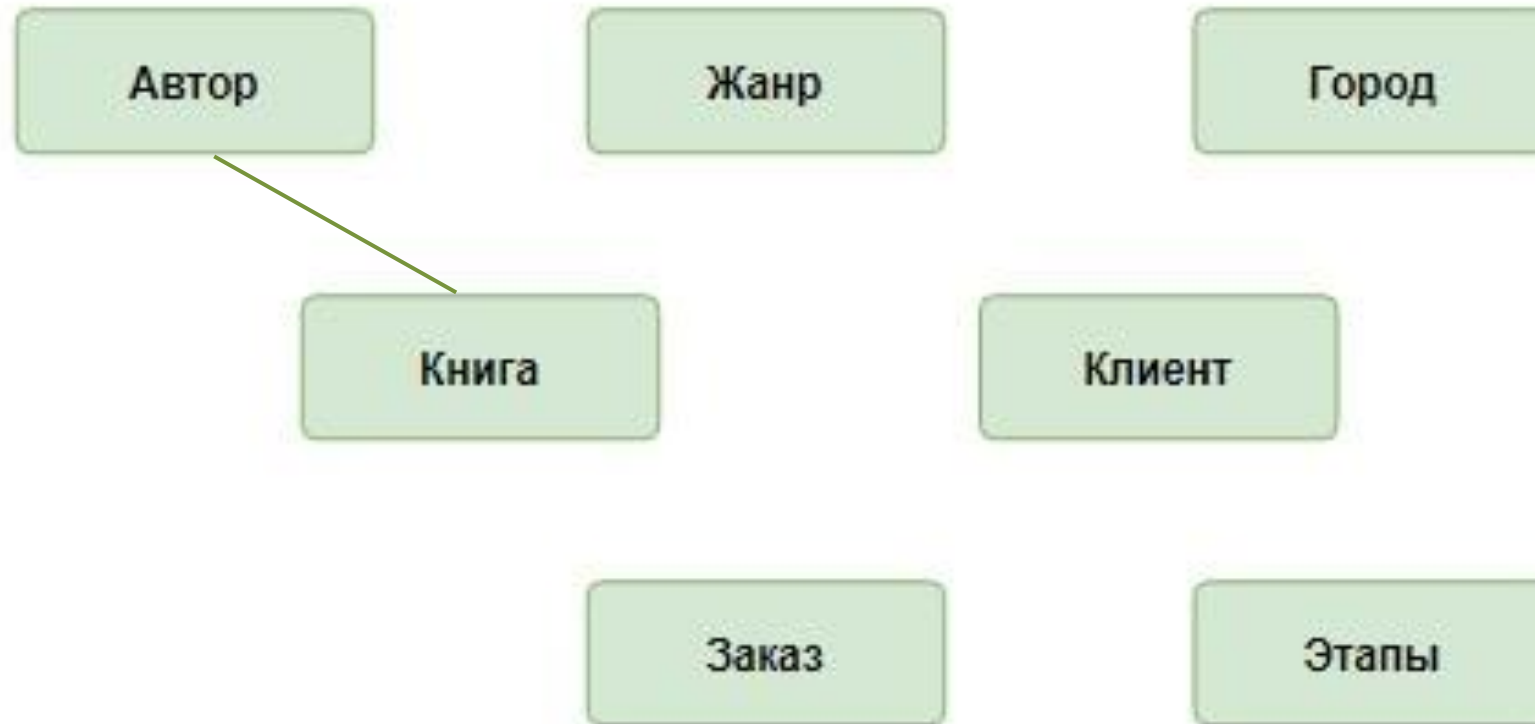 Автор
Жанр
Город
Книга
Клиент
Заказ
Этапы